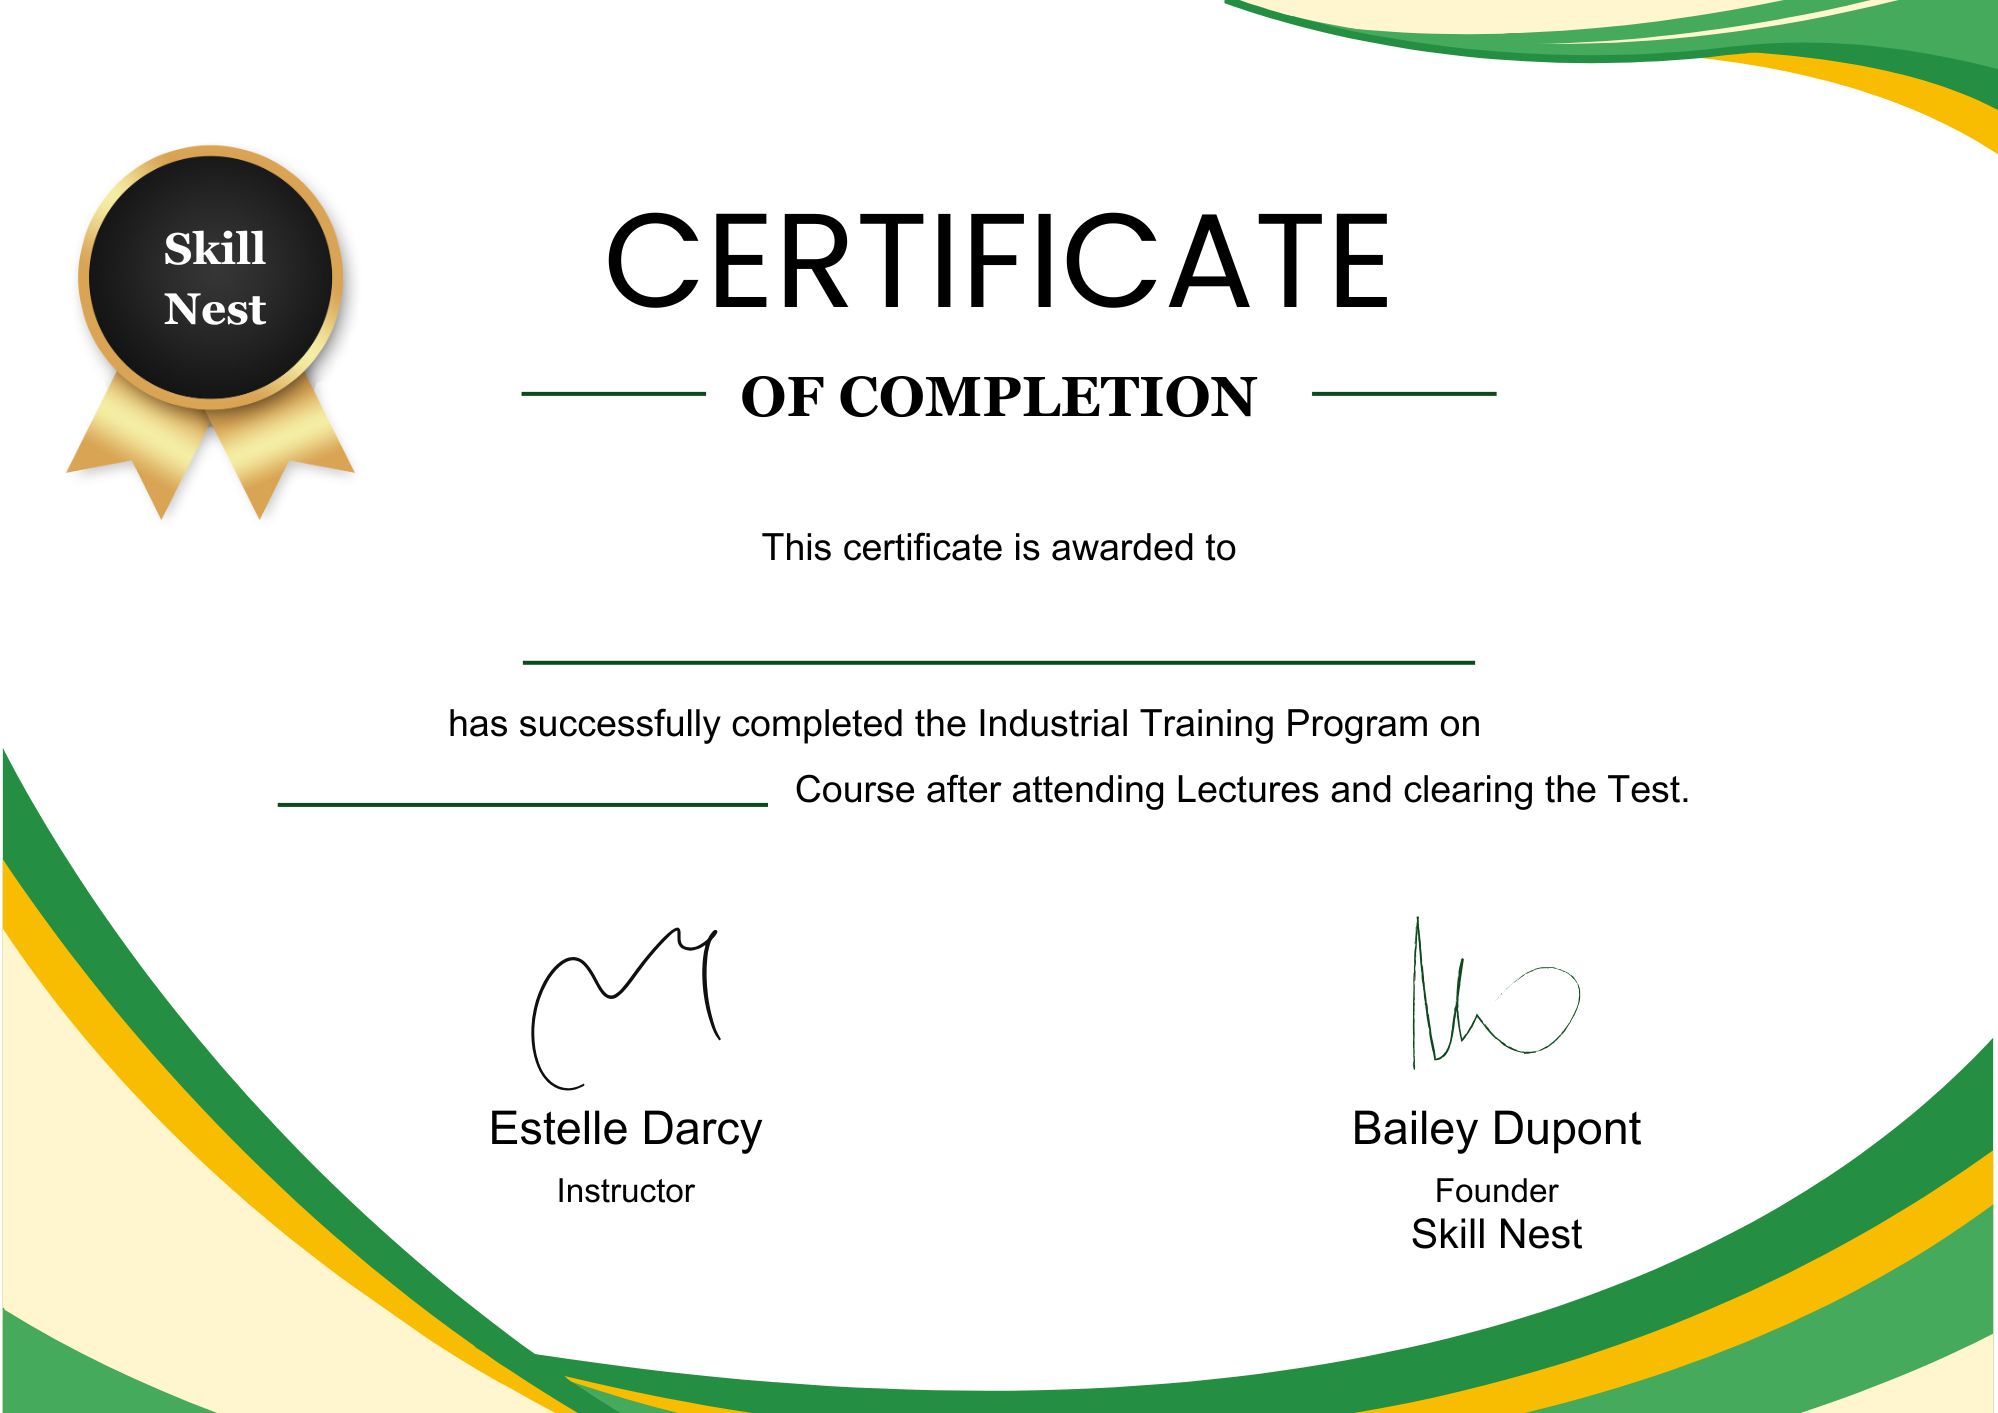 Skill
Nest
CERTIFICATE
OF COMPLETION
This certificate is awarded to
has successfully completed the Industrial Training Program on
Course after attending Lectures and clearing the Test.
Estelle Darcy
Instructor
Bailey Dupont
Founder
Skill Nest